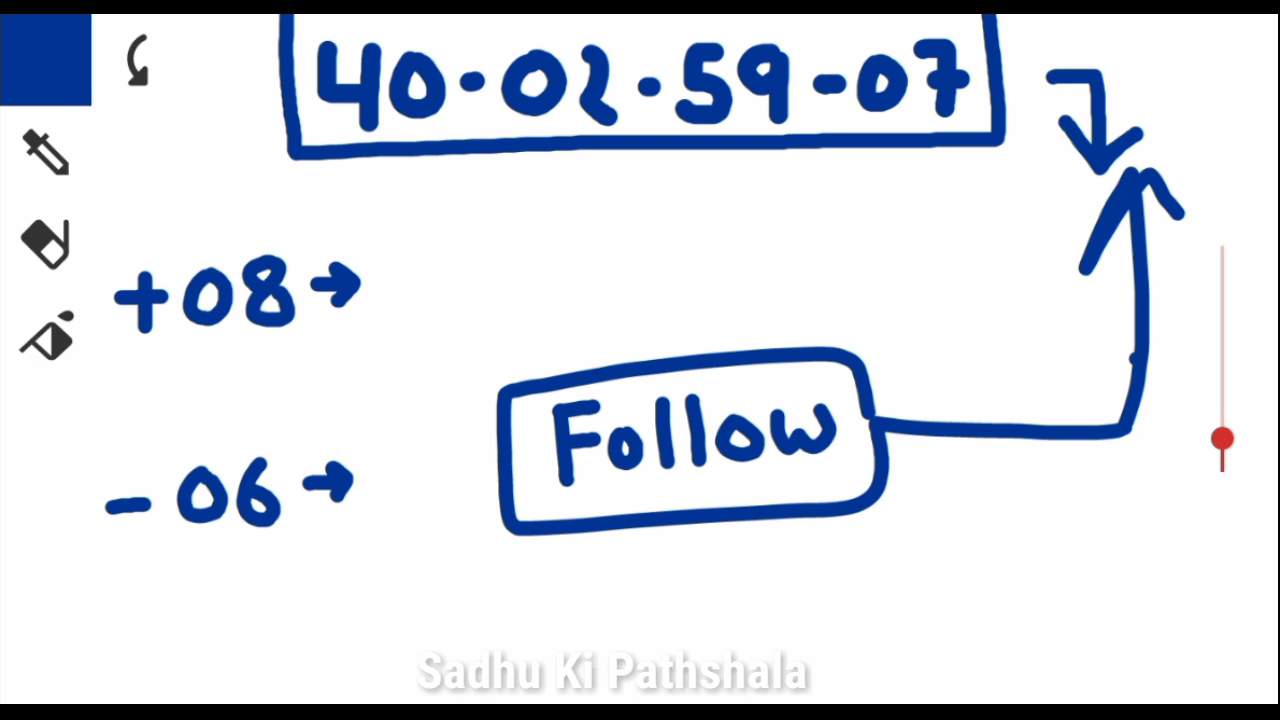 40.02.59-07
+08→
Follow
-06→
Sadhu Ki Pathshala